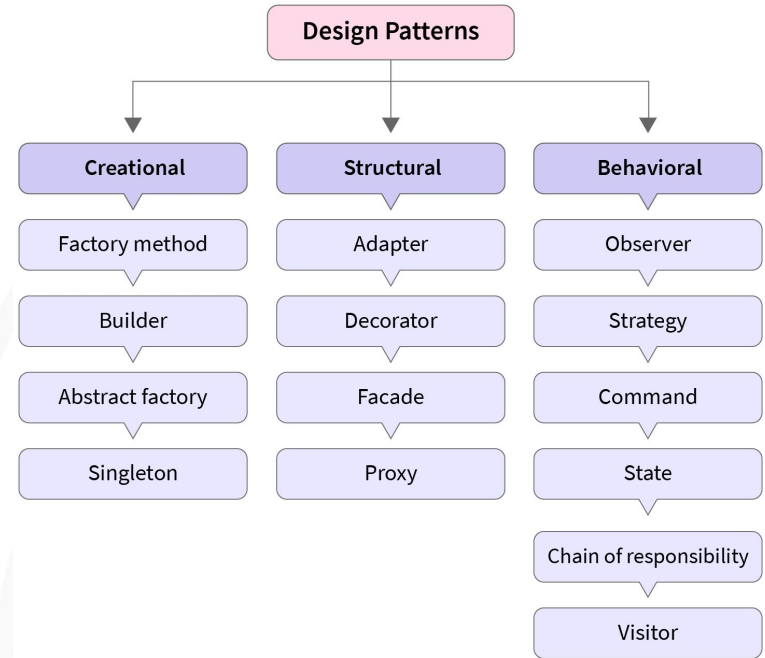 Design Patterns
Creational
Factory method
Builder
Abstract factory
Singleton
Structural
Adapter
Decorator
Facade
Proxy
Behavioral
Observer
Strategy
Command
State
Chain of responsibility
Visitor